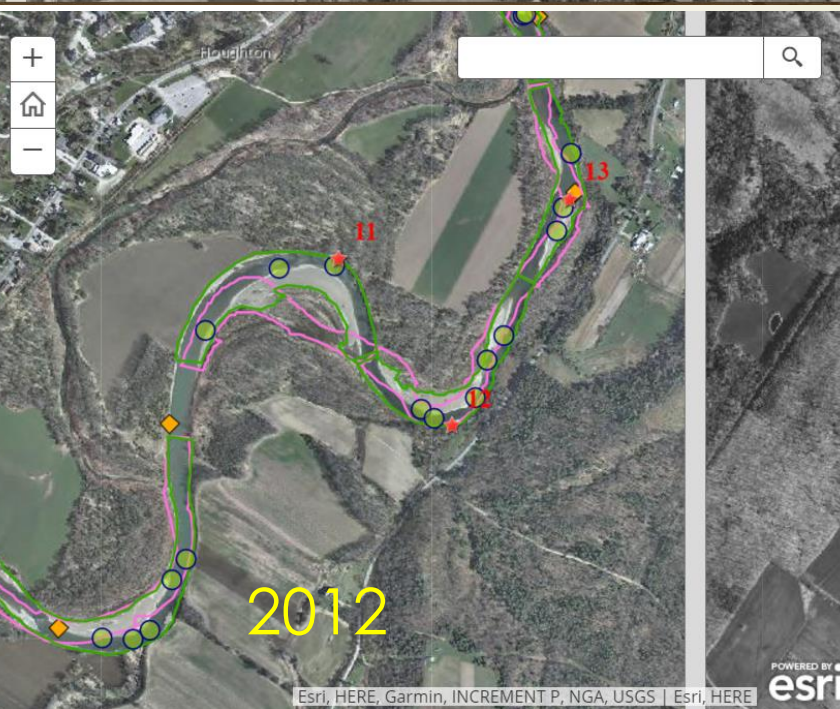 +
Houghton
−
13
11
12
2012
POWERED BY
esri
Esri, HERE, Garmin, INCREMENT P, NGA, USGS | Esri, HERE